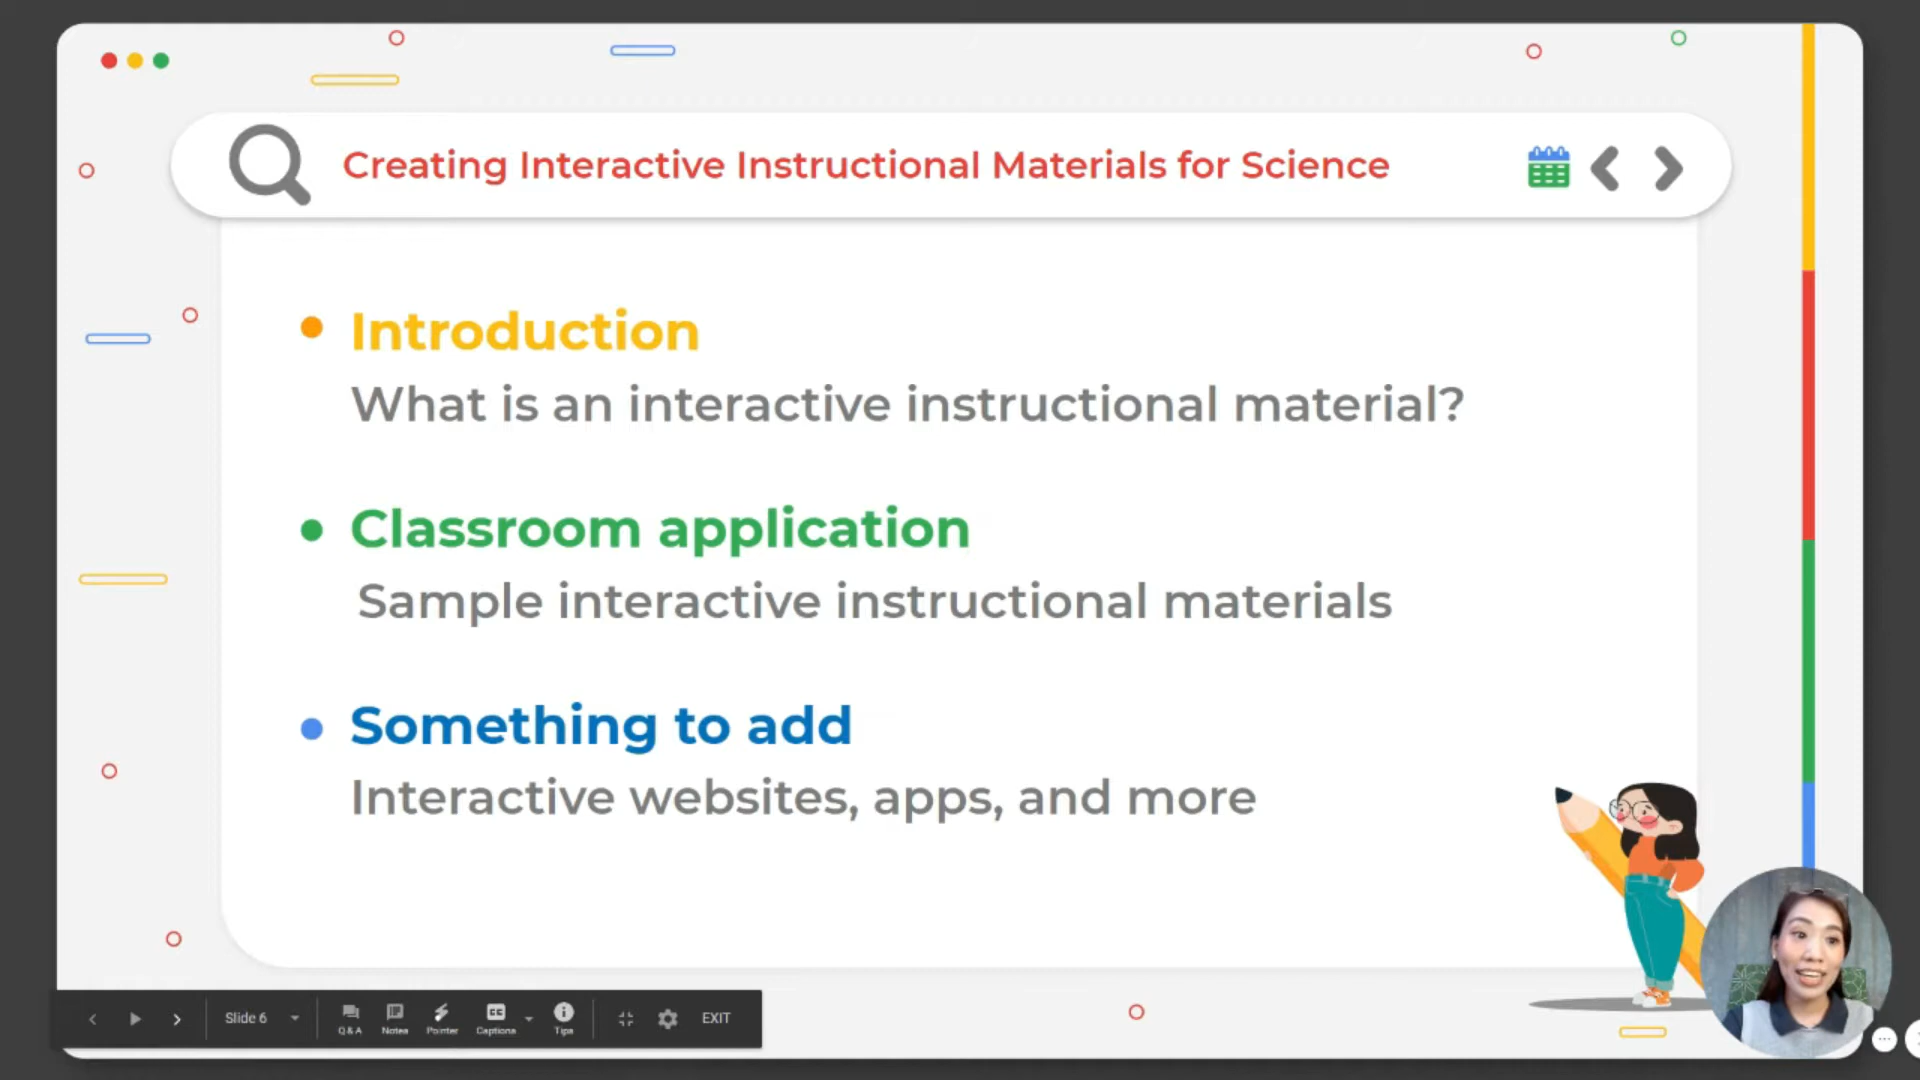 Creating Interactive Instructional Materials for Science
Introduction
What is an interactive instructional material?
Classroom application
Sample interactive instructional materials
Something to add
Interactive websites, apps, and more
Slide 6
Q&A
Notes
Pointer
CC
Captions
Tips
EXIT